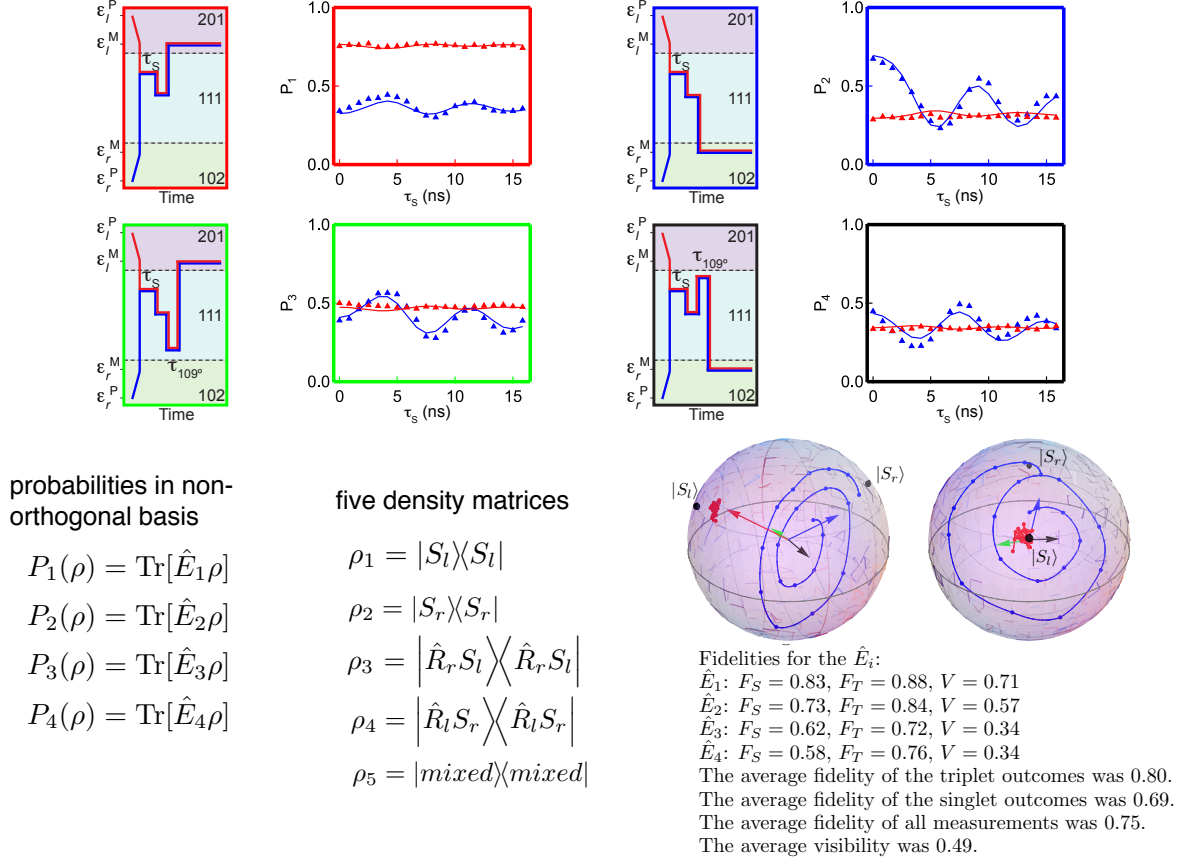 ε_l^P
201
ε_l^M
τ_S
111
ε_r^M
ε_r^P
102
Time
1.0
P_1
0.5
0.0
0 5 10 15
τ_S (ns)
ε_l^P
201
ε_l^M
τ_S
111
ε_r^M
ε_r^P
102
Time
1.0
P_2
0.5
0.0
0 5 10 15
τ_S (ns)
ε_l^P
201
ε_l^M
τ_S
111
ε_r^M
τ_109º
ε_r^P
102
Time
1.0
P_3
0.5
0.0
0 5 10 15
τ_S (ns)
ε_l^P
201
ε_l^M
τ_109º
τ_S
111
ε_r^M
ε_r^P
102
Time
1.0
P_4
0.5
0.0
0 5 10 15
τ_S (ns)
probabilities in non-
orthogonal basis
P_1(ρ) = Tr[Ê_1ρ]
P_2(ρ) = Tr[Ê_2ρ]
P_3(ρ) = Tr[Ê_3ρ]
P_4(ρ) = Tr[Ê_4ρ]
five density matrices
ρ_1 = |S_l⟩⟨S_l|
ρ_2 = |S_r⟩⟨S_r|
ρ_3 = |R̂_r S_l⟩⟨R̂_r S_l|
ρ_4 = |R̂_l S_r⟩⟨R̂_l S_r|
ρ_5 = |mixed⟩⟨mixed|
|S_l⟩
|S_r⟩
|S_r⟩
|S_l⟩
Fidelities for the Ê_i:
Ê_1: F_S = 0.83, F_T = 0.88, V = 0.71
Ê_2: F_S = 0.73, F_T = 0.84, V = 0.57
Ê_3: F_S = 0.62, F_T = 0.72, V = 0.34
Ê_4: F_S = 0.58, F_T = 0.76, V = 0.34
The average fidelity of the triplet outcomes was 0.80.
The average fidelity of the singlet outcomes was 0.69.
The average fidelity of all measurements was 0.75.
The average visibility was 0.49.